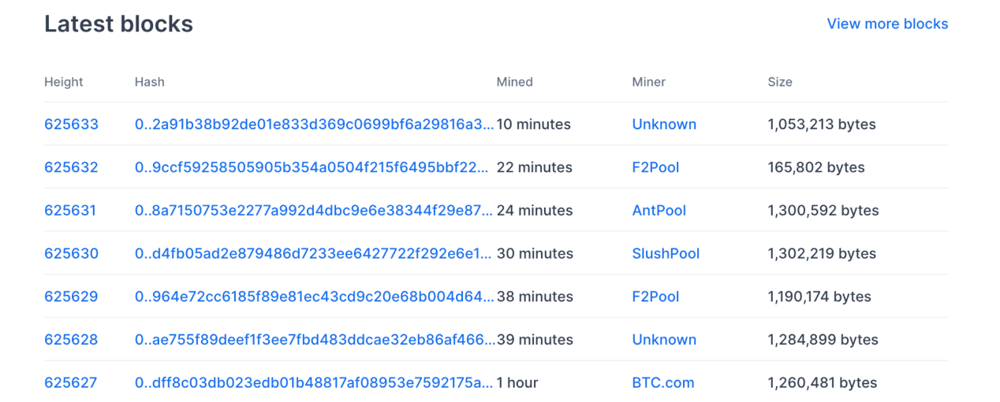 Latest blocks View more blocks
Height Hash Mined Miner Size
625633 0..2a91b38b92de01e833d369c0699bf6a29816a3... 10 minutes Unknown 1,053,213 bytes
625632 0..9ccf59258505905b354a0504f215f6495bbf22... 22 minutes F2Pool 165,802 bytes
625631 0..8a7150753e2277a992d4dbc9e6e38344f29e87... 24 minutes AntPool 1,300,592 bytes
625630 0..d4fb05ad2e879486d7233ee6427722f292e6e1... 30 minutes SlushPool 1,302,219 bytes
625629 0..964e72cc6185f89e81ec43cd9c20e68b004d64... 38 minutes F2Pool 1,190,174 bytes
625628 0..ae755f89deef1f3ee7fbd483ddcae32eb86af466... 39 minutes Unknown 1,284,899 bytes
625627 0..dff8c03db023edb01b48817af08953e7592175a... 1 hour BTC.com 1,260,481 bytes